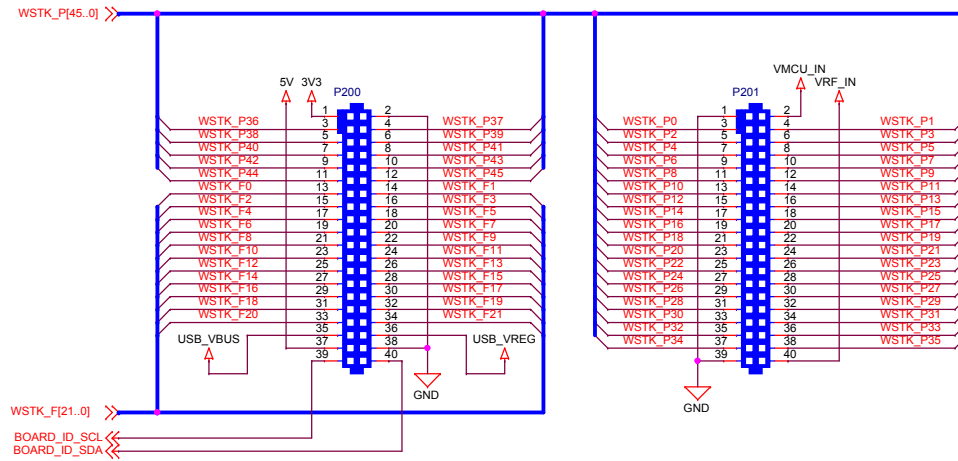 WSTK_P[45..0]
5V 3V3 P200
VMCU_IN
P201 VRF_IN
1 2 1 2
WSTK_P36 3 4 WSTK_P37 WSTK_P0 3 4 WSTK_P1
WSTK_P38 5 6 WSTK_P39 WSTK_P2 5 6 WSTK_P3
WSTK_P40 7 8 WSTK_P41 WSTK_P4 7 8 WSTK_P5
WSTK_P42 9 10 WSTK_P43 WSTK_P6 9 10 WSTK_P7
WSTK_P44 11 12 WSTK_P45 WSTK_P8 11 12 WSTK_P9
WSTK_F0 13 14 WSTK_F1 WSTK_P10 13 14 WSTK_P11
WSTK_F2 15 16 WSTK_F3 WSTK_P12 15 16 WSTK_P13
WSTK_F4 17 18 WSTK_F5 WSTK_P14 17 18 WSTK_P15
WSTK_F6 19 20 WSTK_F7 WSTK_P16 19 20 WSTK_P17
WSTK_F8 21 22 WSTK_F9 WSTK_P18 21 22 WSTK_P19
WSTK_F10 23 24 WSTK_F11 WSTK_P20 23 24 WSTK_P21
WSTK_F12 25 26 WSTK_F13 WSTK_P22 25 26 WSTK_P23
WSTK_F14 27 28 WSTK_F15 WSTK_P24 27 28 WSTK_P25
WSTK_F16 29 30 WSTK_F17 WSTK_P26 29 30 WSTK_P27
WSTK_F18 31 32 WSTK_F19 WSTK_P28 31 32 WSTK_P29
WSTK_F20 33 34 WSTK_F21 WSTK_P30 33 34 WSTK_P31
35 36 WSTK_P32 35 36 WSTK_P33
USB_VBUS 37 38 USB_VREG WSTK_P34 37 38 WSTK_P35
39 40 39 40
GND
GND
WSTK_F[21..0]
BOARD_ID_SCL
BOARD_ID_SDA